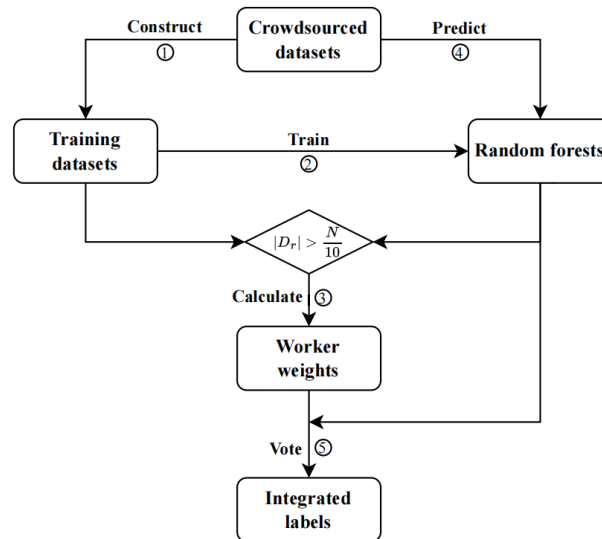 Construct
①
Crowdsourced
datasets
Predict
④
Training
datasets
Train
②
Random forests
|D_r| > N/10
Calculate ③
Worker
weights
Vote ⑤
Integrated
labels